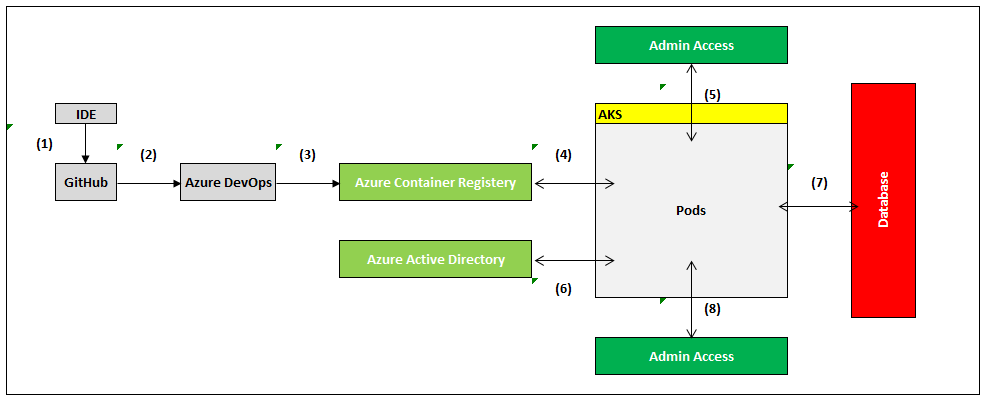 Admin Access
(5)
AKS
IDE
(1)
(2)
(3)
(4)
GitHub
Azure DevOps
Azure Container Registery
Pods
(7)
Database
Azure Active Directory
(6)
(8)
Admin Access